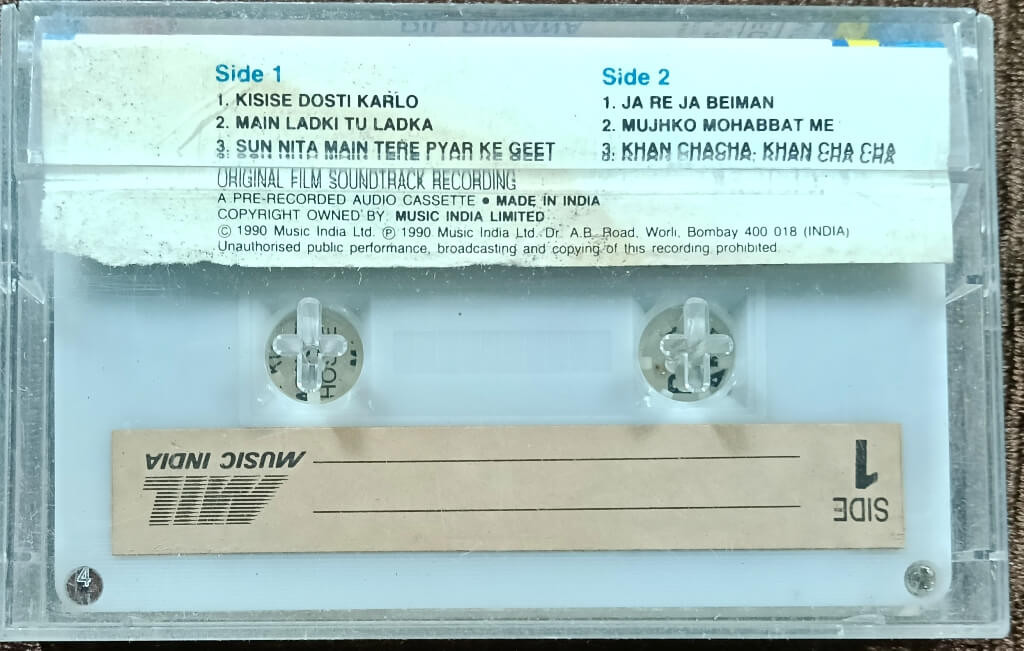 DIL DIWANA
Side 1
1. KISISE DOSTI KARLO
2. MAIN LADKI TU LADKA
3. SUN NITA MAIN TERE PYAR KE GEET
Side 2
1. JA RE JA BEIMAN
2. MUJHKO MOHABBAT ME
3. KHAN CHACHA, KHAN CHA CHA
ORIGINAL FILM SOUNDTRACK RECORDING
A PRE-RECORDED AUDIO CASSETTE • MADE IN INDIA
COPYRIGHT OWNED BY: MUSIC INDIA LIMITED
© 1990 Music India Ltd. ℗ 1990 Music India Ltd. Dr. A.B. Road, Worli, Bombay 400 018 (INDIA)
Unauthorised public performance, broadcasting and copying of this recording prohibited.
MUSIC INDIA
MIL
SIDE
1
4